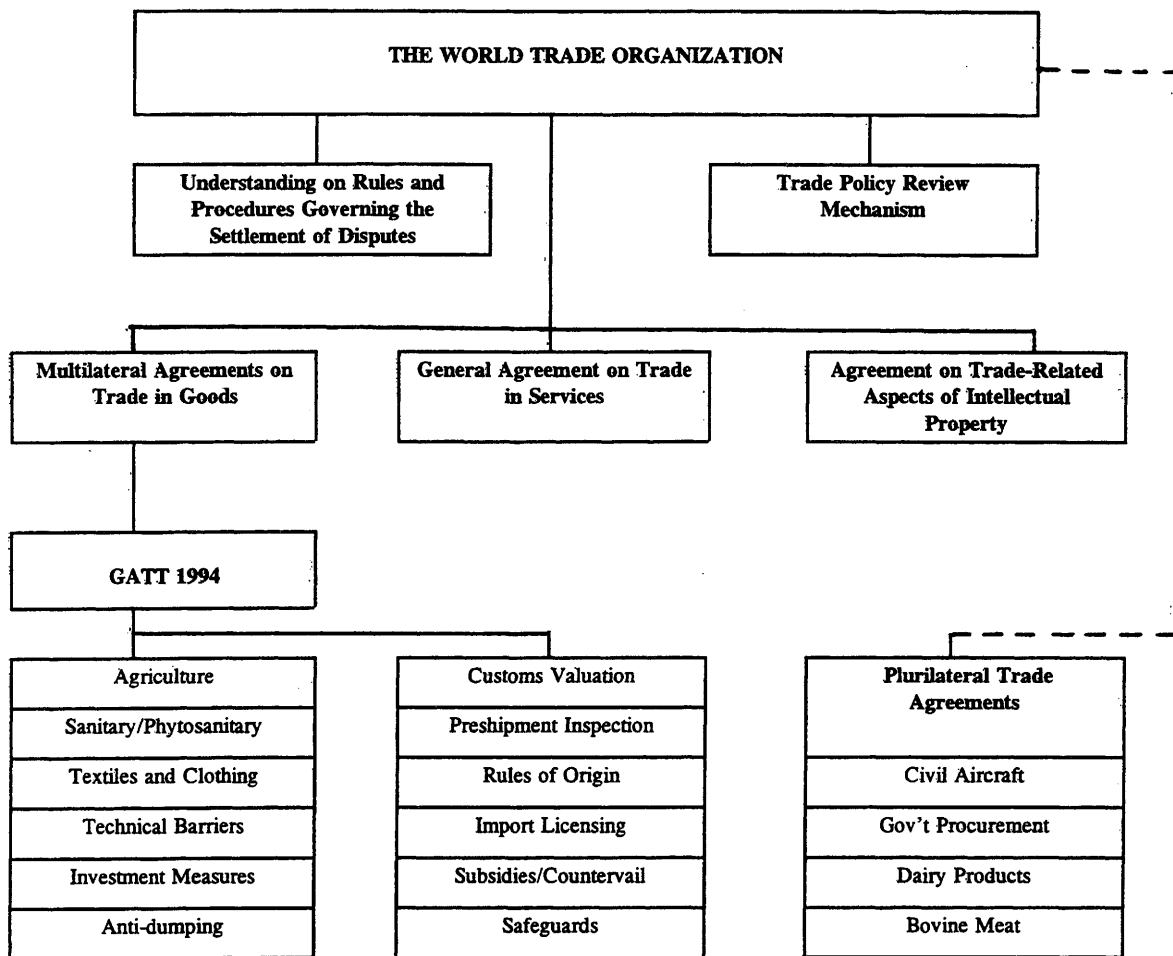 THE WORLD TRADE ORGANIZATION
Understanding on Rules and
Procedures Governing the
Settlement of Disputes
Trade Policy Review
Mechanism
Multilateral Agreements on
Trade in Goods
General Agreement on Trade
in Services
Agreement on Trade-Related
Aspects of Intellectual
Property
GATT 1994
Agriculture
Sanitary/Phytosanitary
Textiles and Clothing
Technical Barriers
Investment Measures
Anti-dumping
Customs Valuation
Preshipment Inspection
Rules of Origin
Import Licensing
Subsidies/Countervail
Safeguards
Plurilateral Trade
Agreements
Civil Aircraft
Gov't Procurement
Dairy Products
Bovine Meat